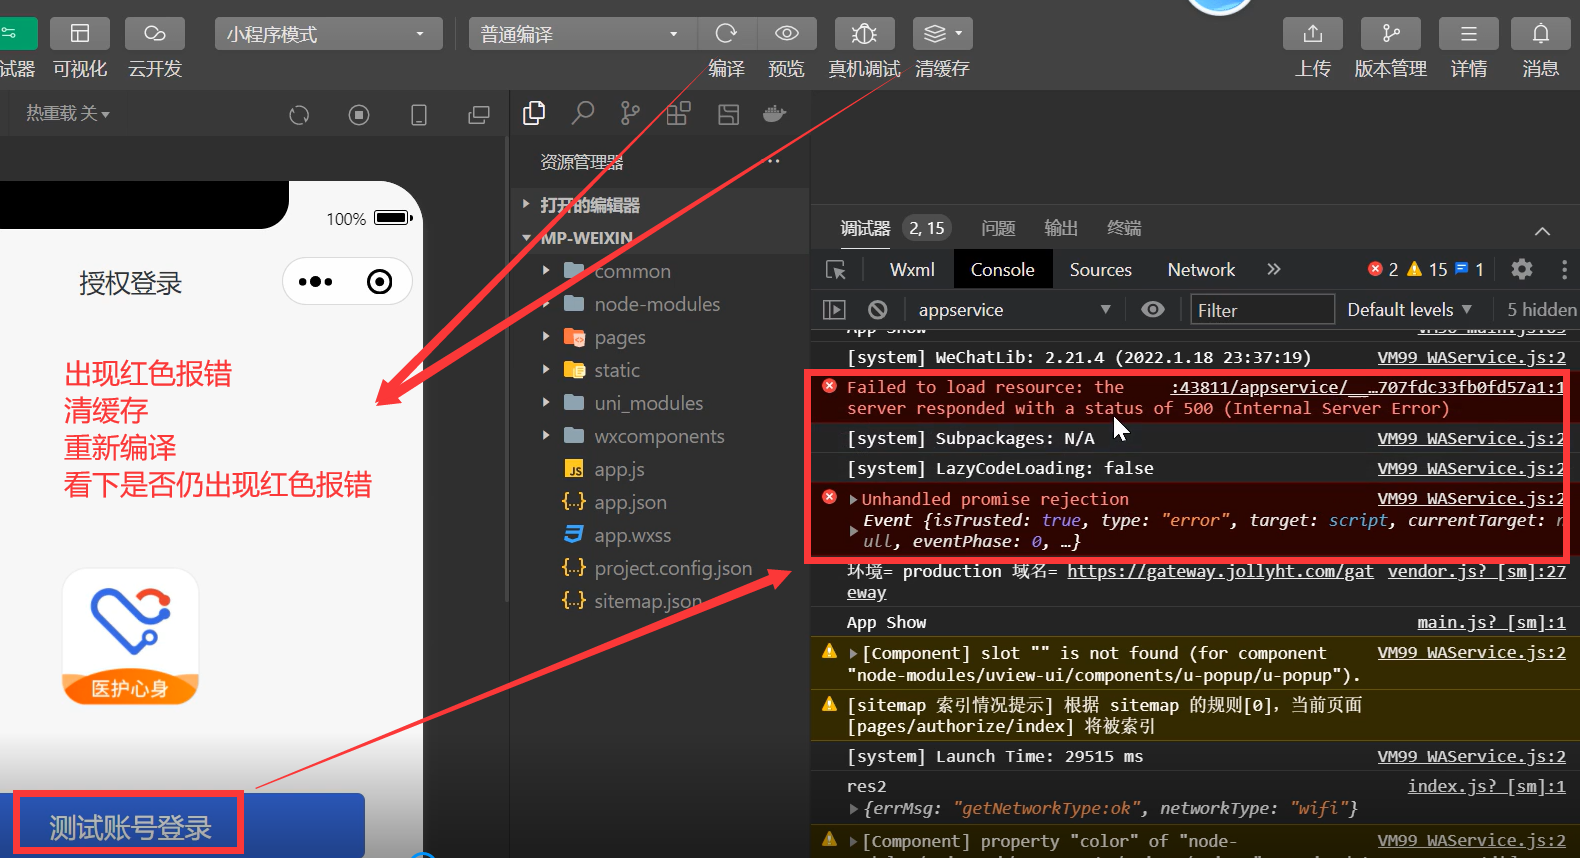 小程序模式
普通编译
试器
可视化
云开发
编译
预览
真机调试
清缓存
上传
版本管理
详情
消息
热重载 关
资源管理器
打开的编辑器
MP-WEIXIN
common
node-modules
pages
static
uni_modules
wxcomponents
app.js
app.json
app.wxss
project.config.json
sitemap.json
100%
授权登录
出现红色报错
清缓存
重新编译
看下是否仍出现红色报错
医护心身
测试账号登录
调试器 2, 15 问题 输出 终端
Wxml Console Sources Network 2 15 1
appservice Filter Default levels 5 hidden
App Show
[system] WeChatLib: 2.21.4 (2022.1.18 23:37:19) VM99 WAService.js:2
Failed to load resource: the :43811/appservice/__…707fdc33fb0fd57a1:1
server responded with a status of 500 (Internal Server Error)
[system] Subpackages: N/A VM99 WAService.js:2
[system] LazyCodeLoading: false VM99 WAService.js:2
Unhandled promise rejection VM99 WAService.js:2
Event {isTrusted: true, type: "error", target: script, currentTarget: n
ull, eventPhase: 0, …}
环境= production 域名= https://gateway.jollyht.com/gat vendor.js? [sm]:27
eway
App Show main.js? [sm]:1
[Component] slot "" is not found (for component VM99 WAService.js:2
"node-modules/uview-ui/components/u-popup/u-popup").
[sitemap 索引情况提示] 根据 sitemap 的规则[0]，当前页面
[pages/authorize/index] 将被索引
[system] Launch Time: 29515 ms VM99 WAService.js:2
res2 index.js? [sm]:1
{errMsg: "getNetworkType:ok", networkType: "wifi"}
[Component] property "color" of "node- VM99 WAService.js:2